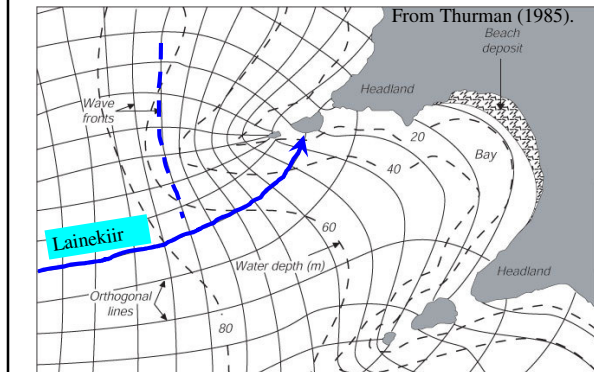 From Thurman (1985).
Beach
deposit
Headland
Wave
fronts
20
Bay
40
60
Lainekiir
Water depth (m)
Headland
Orthogonal
lines
80